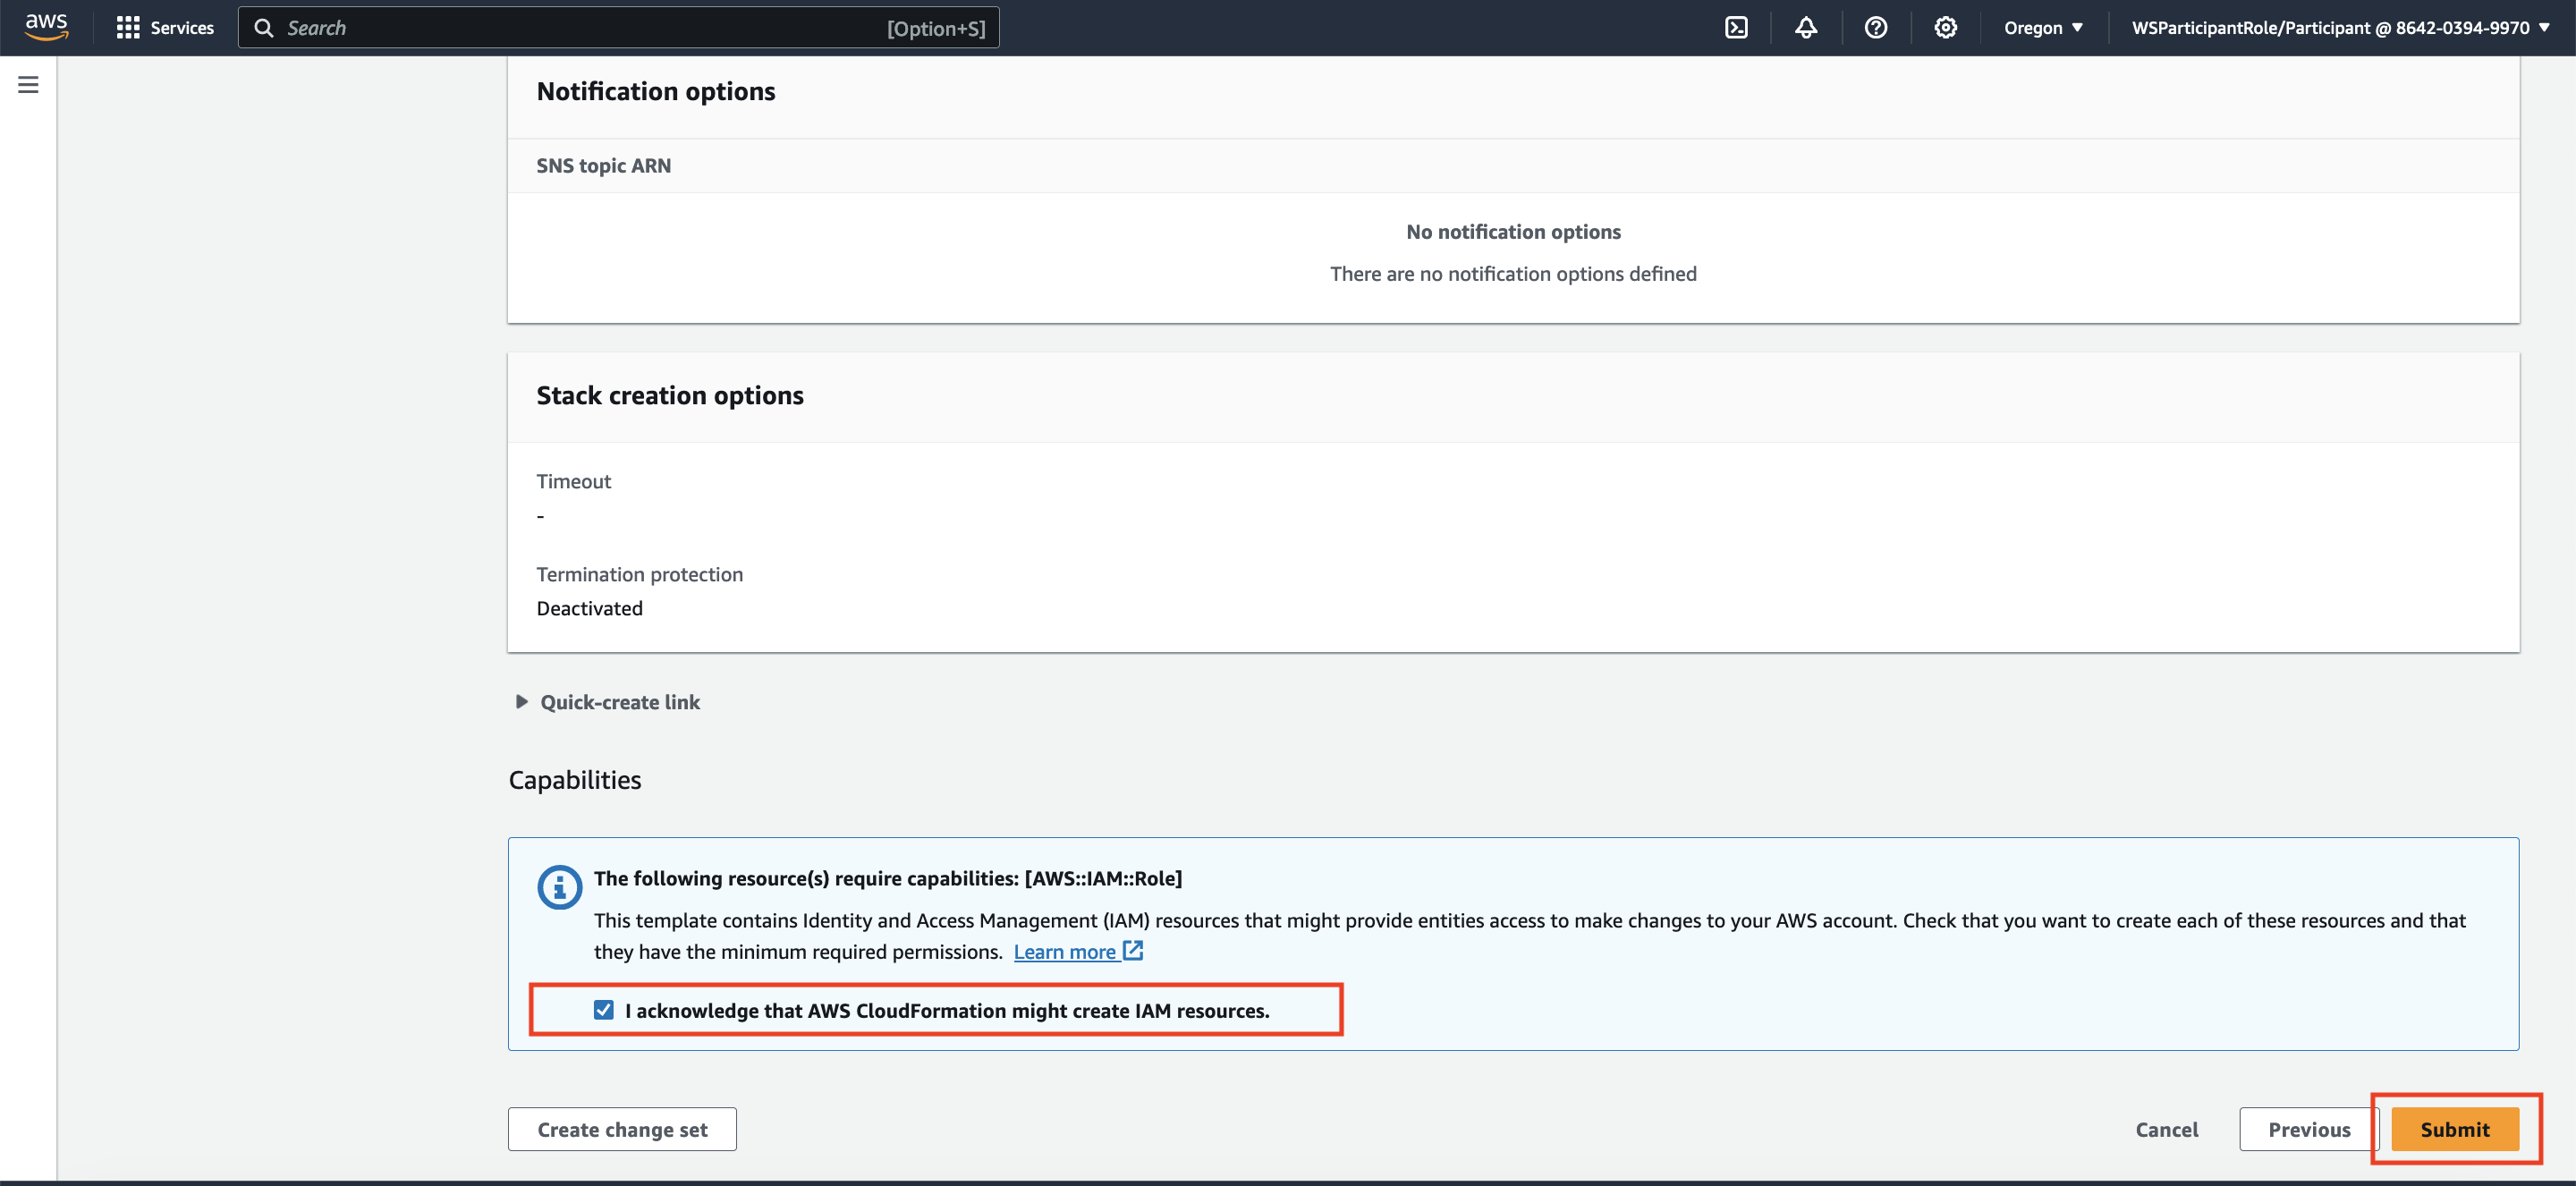 aws
Services
Search
[Option+S]
Oregon
WSParticipantRole/Participant @ 8642-0394-9970
Notification options
SNS topic ARN
No notification options
There are no notification options defined
Stack creation options
Timeout
-
Termination protection
Deactivated
Quick-create link
Capabilities
The following resource(s) require capabilities: [AWS::IAM::Role]
This template contains Identity and Access Management (IAM) resources that might provide entities access to make changes to your AWS account. Check that you want to create each of these resources and that
they have the minimum required permissions. Learn more
I acknowledge that AWS CloudFormation might create IAM resources.
Create change set
Cancel
Previous
Submit